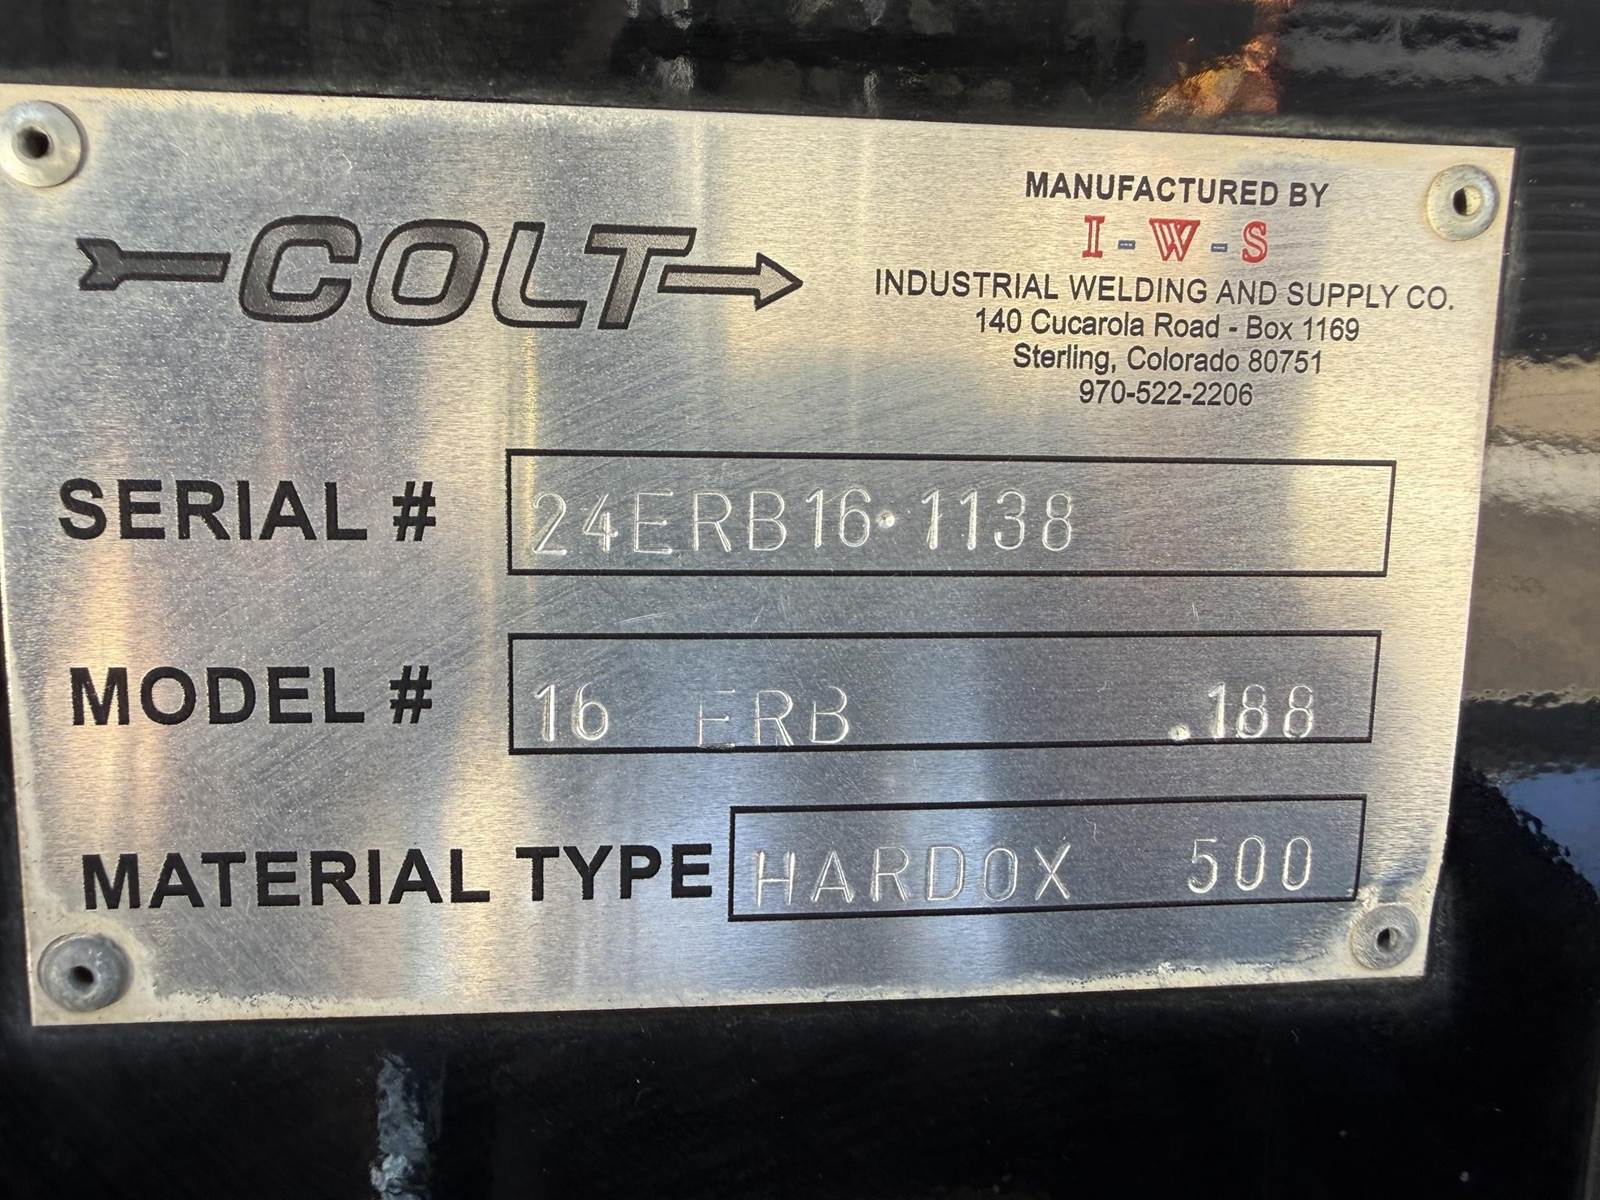 COLT
MANUFACTURED BY
I-W-S
INDUSTRIAL WELDING AND SUPPLY CO.
140 Cucarola Road - Box 1169
Sterling, Colorado 80751
970-522-2206
SERIAL # 24ERB16·1138
MODEL # 16 ERB .188
MATERIAL TYPE HARDOX 500